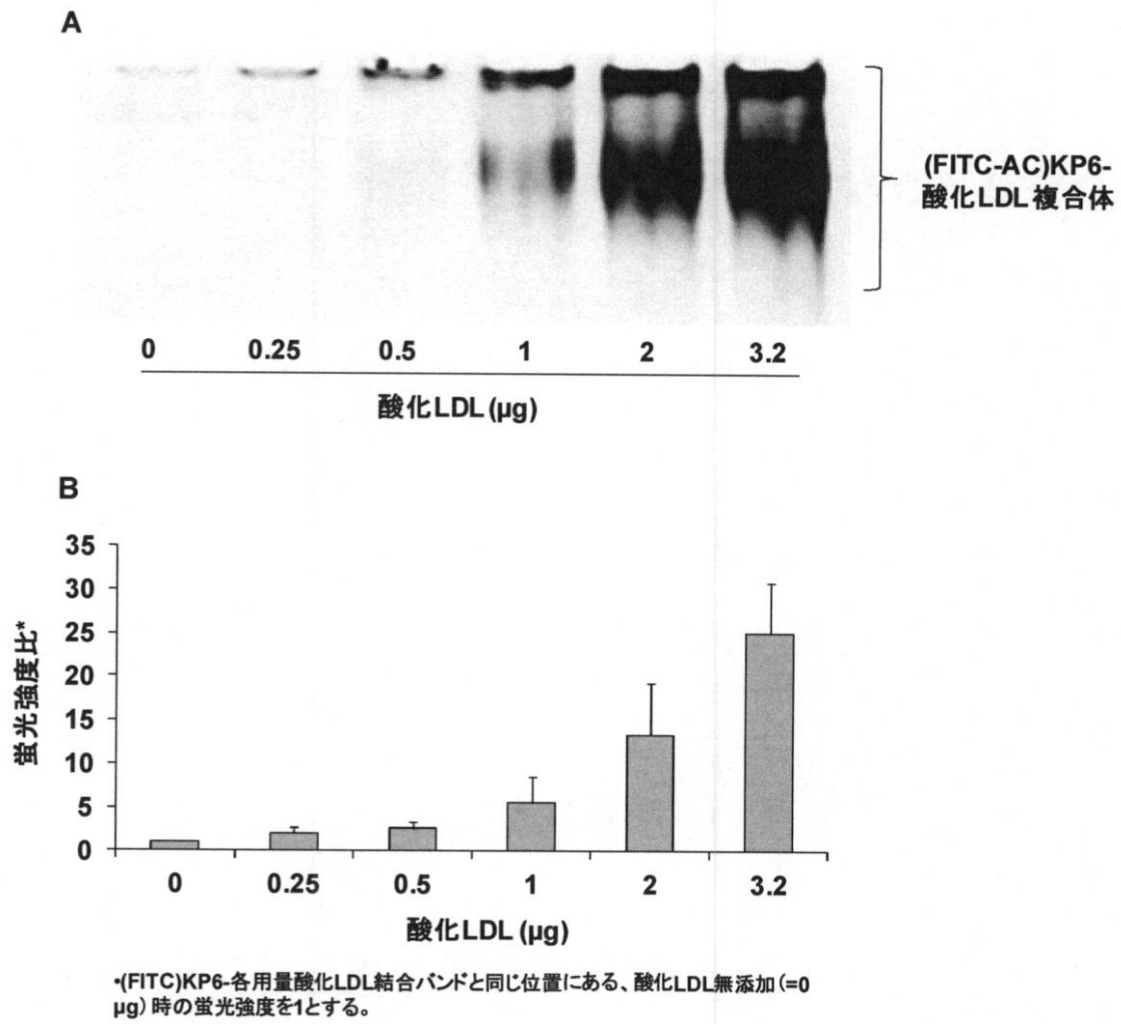 A
(FITC-AC)KP6-
酸化LDL複合体
0 0.25 0.5 1 2 3.2
酸化LDL(µg)
B
35
30
25
20
15
10
5
0
蛍光強度比*
0 0.25 0.5 1 2 3.2
酸化LDL(µg)
*(FITC)KP6-各用量酸化LDL結合バンドと同じ位置にある、酸化LDL無添加(=0
µg)時の蛍光強度を1とする。